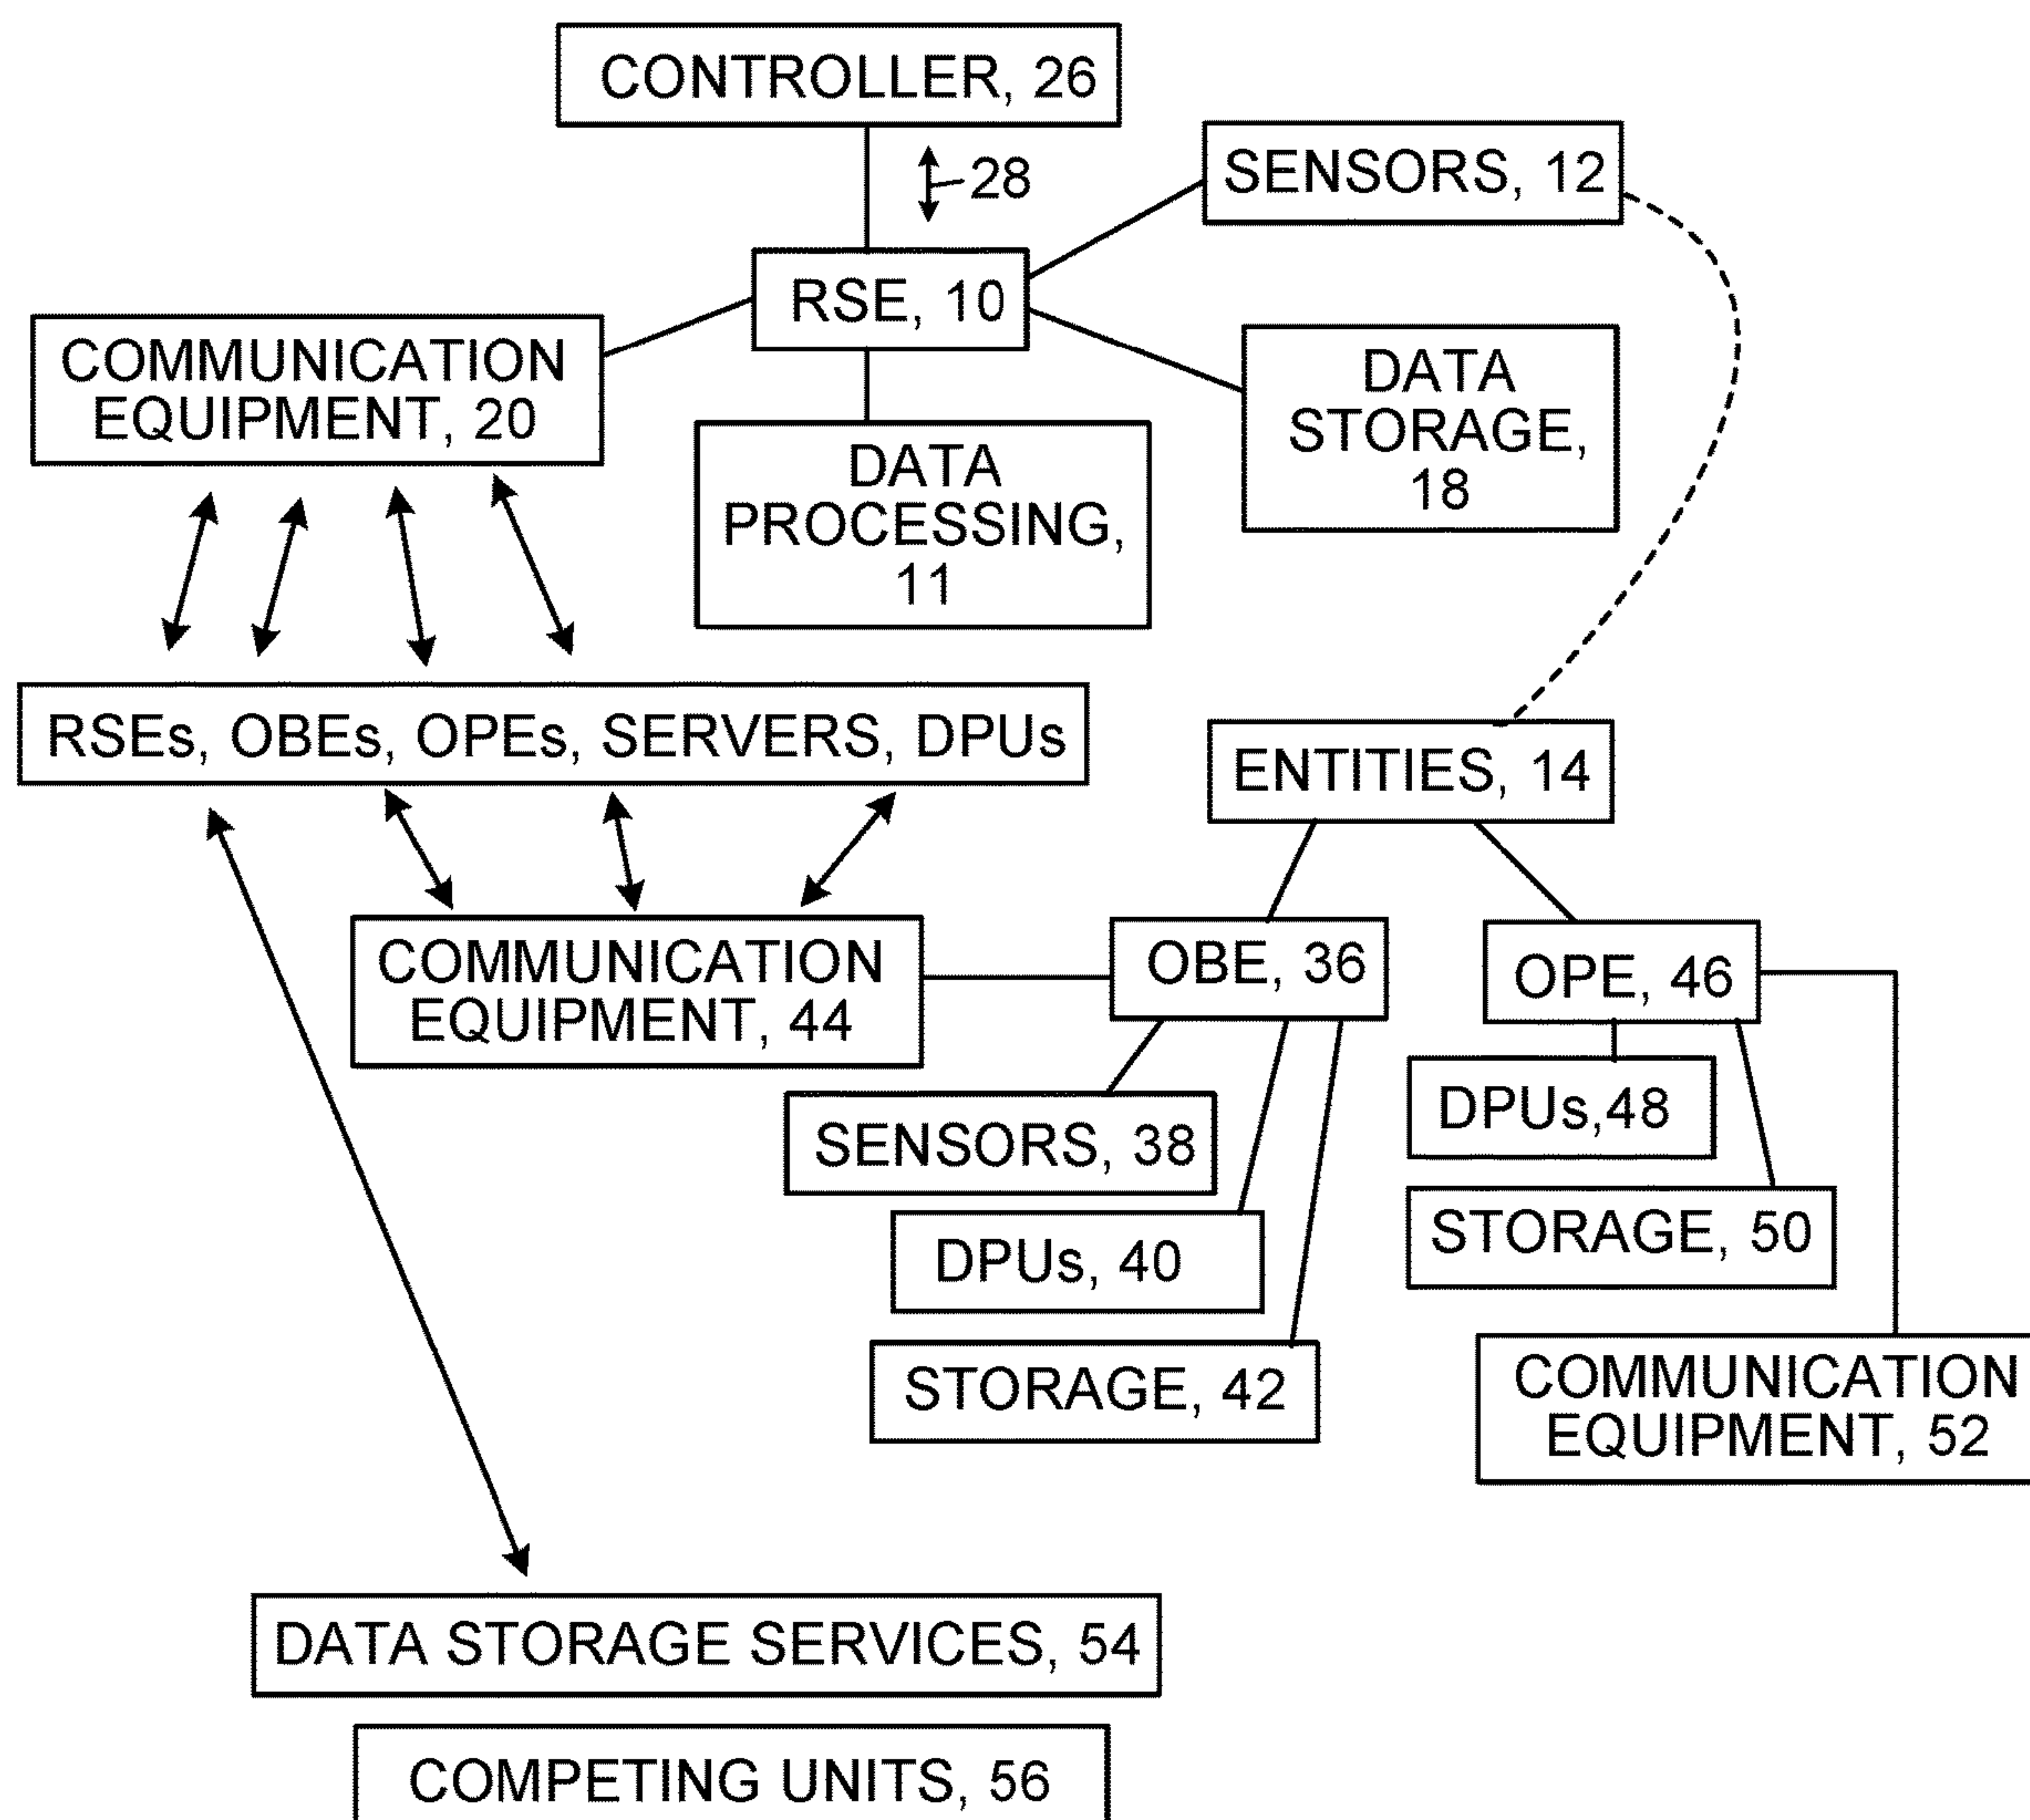 CONTROLLER, 26
28
SENSORS, 12
RSE, 10
COMMUNICATION
EQUIPMENT, 20
DATA
STORAGE,
18
DATA
PROCESSING,
11
RSEs, OBEs, OPEs, SERVERS, DPUs
ENTITIES, 14
COMMUNICATION
EQUIPMENT, 44
OBE, 36
OPE, 46
SENSORS, 38
DPUs,48
DPUs, 40
STORAGE, 50
STORAGE, 42
COMMUNICATION
EQUIPMENT, 52
DATA STORAGE SERVICES, 54
COMPETING UNITS, 56